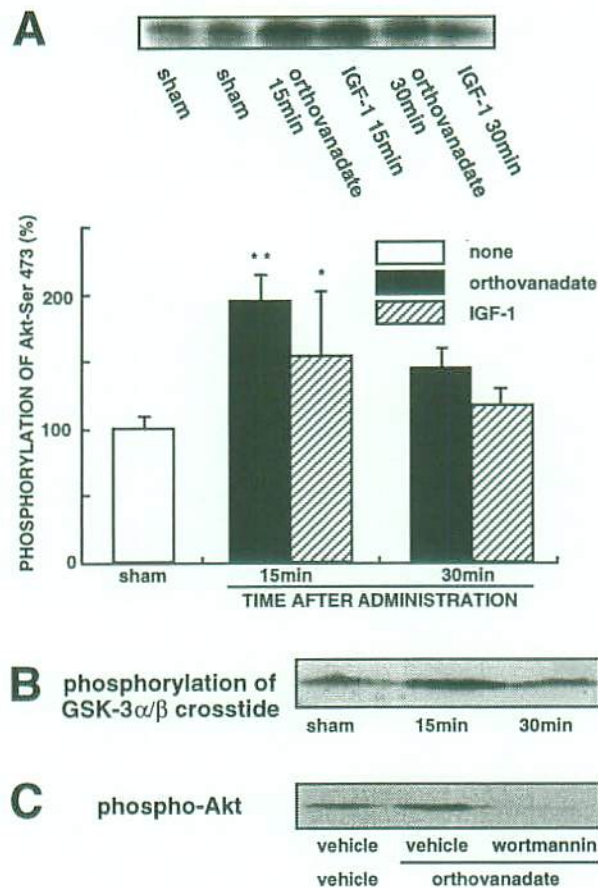 A
sham
sham
orthovanadate
15min
IGF-1 15min
orthovanadate
30min
IGF-1 30min
PHOSPHORYLATION OF Akt-Ser 473 (%)
200
100
0
* *
*
none
orthovanadate
IGF-1
sham
15min
30min
TIME AFTER ADMINISTRATION
B
phosphorylation of
GSK-3α/β crosstide
sham
15min
30min
C
phospho-Akt
vehicle
vehicle
wortmannin
vehicle
orthovanadate